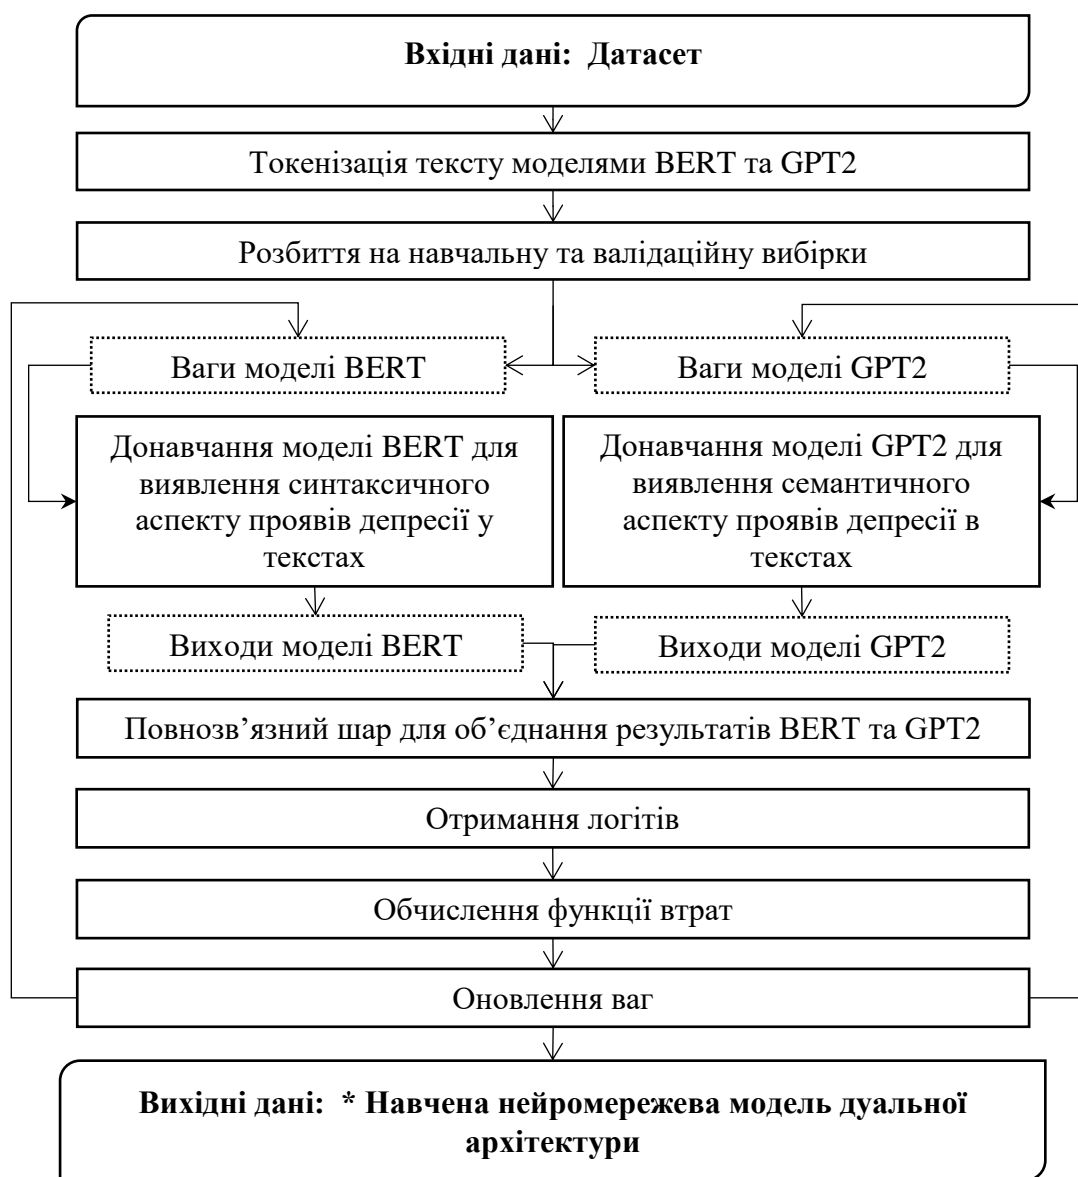 Вхідні дані: Датасет
Токенізація тексту моделями BERT та GPT2
Розбиття на навчальну та валідаційну вибірки
Ваги моделі BERT
Ваги моделі GPT2
Донавчання моделі BERT для
виявлення синтаксичного
аспекту проявів депресії у
текстах
Донавчання моделі GPT2 для
виявлення семантичного
аспекту проявів депресії в
текстах
Виходи моделі BERT
Виходи моделі GPT2
Повнозв’язний шар для об’єднання результатів BERT та GPT2
Отримання логітів
Обчислення функції втрат
Оновлення ваг
Вихідні дані: * Навчена нейромережева модель дуальної
архітектури